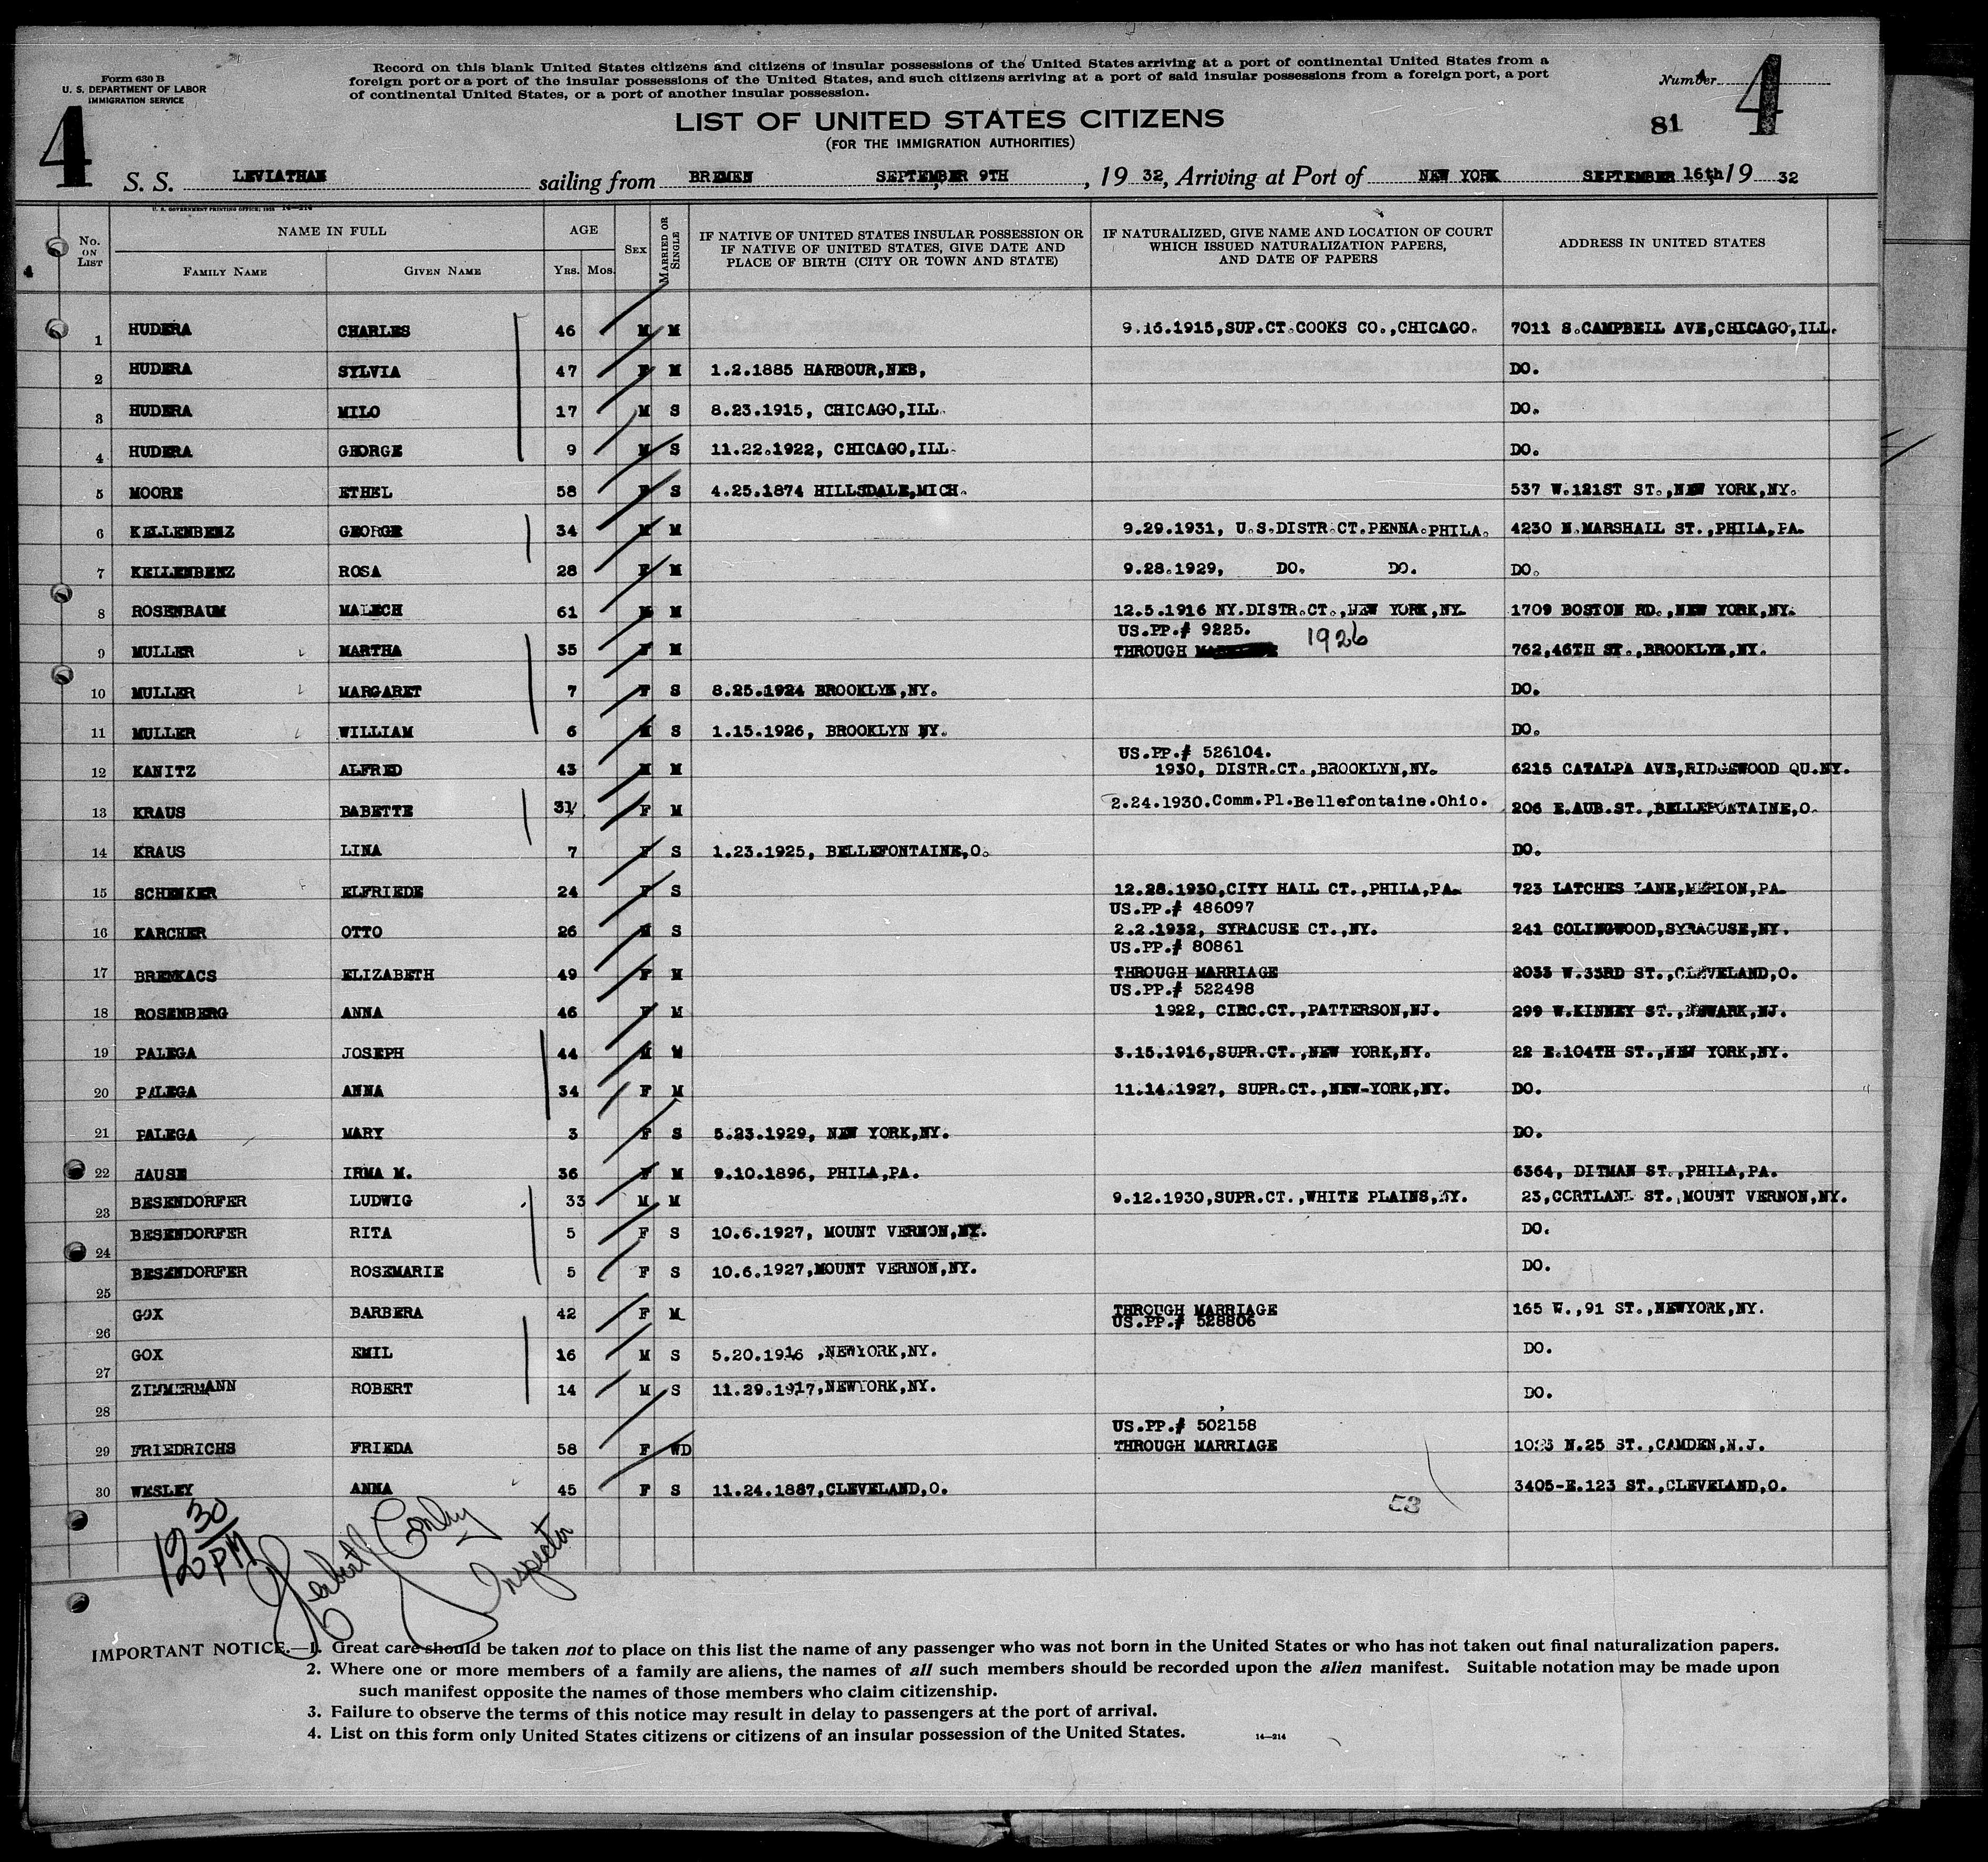 Form 630 B
U. S. DEPARTMENT OF LABOR
IMMIGRATION SERVICE
Record on this blank United States citizens and citizens of insular possessions of the United States arriving at a port of continental United States from a
foreign port or a port of the insular possessions of the United States, and such citizens arriving at a port of said insular possessions from a foreign port, a port
of continental United States, or a port of another insular possession.
Number 4
4
4
81
LIST OF UNITED STATES CITIZENS
(FOR THE IMMIGRATION AUTHORITIES)
S. S. LEVIATHAN sailing from BREMEN SEPTEMBER 9TH, 19 32, Arriving at Port of NEW YORK SEPTEMBER 16th, 19 32
U. S. GOVERNMENT PRINTING OFFICE: 14—214
No. ON LIST NAME IN FULL FAMILY NAME GIVEN NAME AGE YRS. MOS. SEX MARRIED OR SINGLE IF NATIVE OF UNITED STATES INSULAR POSSESSION OR IF NATIVE OF UNITED STATES, GIVE DATE AND PLACE OF BIRTH (CITY OR TOWN AND STATE) IF NATURALIZED, GIVE NAME AND LOCATION OF COURT WHICH ISSUED NATURALIZATION PAPERS, AND DATE OF PAPERS ADDRESS IN UNITED STATES
4
1 HUDERA CHARLES 46 M M 9.16.1915,SUP.CT.COOKS CO.,CHICAGO. 7011 S.CAMPBELL AVE,CHICAGO,ILL.
2 HUDERA SYLVIA 47 F M 1.2.1885 HARBOUR,NEB, DO.
3 HUDERA MILO 17 M S 8.23.1915, CHICAGO,ILL. DO.
4 HUDERA GEORGE 9 M S 11.22.1922, CHICAGO,ILL. DO.
5 MOORE ETHEL 58 F S 4.25.1874 HILLSDALE,MICH. 537 W.121ST ST.,NEW YORK,NY.
6 KELLENBENZ GEORGE 34 M M 9.29.1931, U.S.DISTR.CT.PENNA.PHILA. 4230 N.MARSHALL ST.,PHILA,PA.
7 KELLENBENZ ROSA 28 F M 9.28.1929, DO. DO. DO.
8 ROSENBAUM MALECH 61 M M 12.5.1916 NY.DISTR.CT.,NEW YORK,NY. 1709 BOSTON RD.,NEW YORK,NY.
US.PP.# 9225.
9 MULLER MARTHA 35 F M THROUGH 1926 762,46TH ST.,BROOKLYN,NY.
10 MULLER MARGARET 7 F S 8.25.1924 BROOKLYN,NY. DO.
11 MULLER WILLIAM 6 M S 1.15.1926, BROOKLYN NY. DO.
US.PP.# 526104.
12 KANITZ ALFRED 43 M M 1930, DISTR.CT.,BROOKLYN,NY. 6215 CATALPA AVE,RIDGEWOOD QU.NY.
13 KRAUS BABETTE 31 F M 2.24.1930.Comm.Pl.Bellefontaine.Ohio. 206 E.AUB.ST.,BELLEFONTAINE,O.
14 KRAUS LINA 7 F S 1.23.1925, BELLEFONTAINE,O. DO.
15 SCHENKER ELFRIEDE 24 F S 12.28.1930,CITY HALL CT.,PHILA,PA. 723 LATCHES LANE,MERION,PA.
US.PP.# 486097
16 KARCHER OTTO 26 M S 2.2.1932, SYRACUSE CT.,NY. 241 COLINGWOOD,SYRACUSE,NY.
US.PP.# 80861
17 BREMKACS ELIZABETH 49 F M THROUGH MARRIAGE 2033 W.33RD ST.,CLEVELAND,O.
US.PP.# 522498
18 ROSENBERG ANNA 46 F M 1922, CIRC.CT.,PATTERSON,NJ. 299 W.KINNEY ST.,NEWARK,NJ.
19 PALEGA JOSEPH 44 M M 3.15.1916,SUPR.CT.,NEW YORK,NY. 22 E.104TH ST.,NEW YORK,NY.
20 PALEGA ANNA 34 F M 11.14.1927, SUPR.CT.,NEW-YORK,NY. DO.
21 PALEGA MARY 3 F S 5.23.1929, NEW YORK,NY. DO.
22 HAUSE IRMA M. 36 F M 9.10.1896, PHILA,PA. 6364, DITMAN ST.,PHILA,PA.
23 BESENDORFER LUDWIG 33 M M 9.12.1930,SUPR.CT.,WHITE PLAINS,NY. 23,CORTLAND ST.,MOUNT VERNON,NY.
24 BESENDORFER RITA 5 F S 10.6.1927, MOUNT VERNON,NY. DO.
25 BESENDORFER ROSEMARIE 5 F S 10.6.1927,MOUNT VERNON,NY. DO.
26 GOX BARBERA 42 F M THROUGH MARRIAGE 165 W.,91 ST.,NEWYORK,NY.
US.PP.# 528806
27 GOX EMIL 16 M S 5.20.1916 ,NEWYORK,NY. DO.
28 ZIMMERMANN ROBERT 14 M S 11.29.1917,NEWYORK,NY. DO.
US.PP.# 502158
29 FRIEDRICHS FRIEDA 58 F WD THROUGH MARRIAGE N.25 ST.,CAMDEN,N.J.
30 WESLEY ANNA 45 F S 11.24.1887,CLEVELAND,O. 3405-E.123 ST.,CLEVELAND,O.
53
12 30 PM
Inspector
IMPORTANT NOTICE.—1. Great care should be taken not to place on this list the name of any passenger who was not born in the United States or who has not taken out final naturalization papers.
2. Where one or more members of a family are aliens, the names of all such members should be recorded upon the alien manifest. Suitable notation may be made upon
such manifest opposite the names of those members who claim citizenship.
3. Failure to observe the terms of this notice may result in delay to passengers at the port of arrival.
4. List on this form only United States citizens or citizens of an insular possession of the United States.
14—214